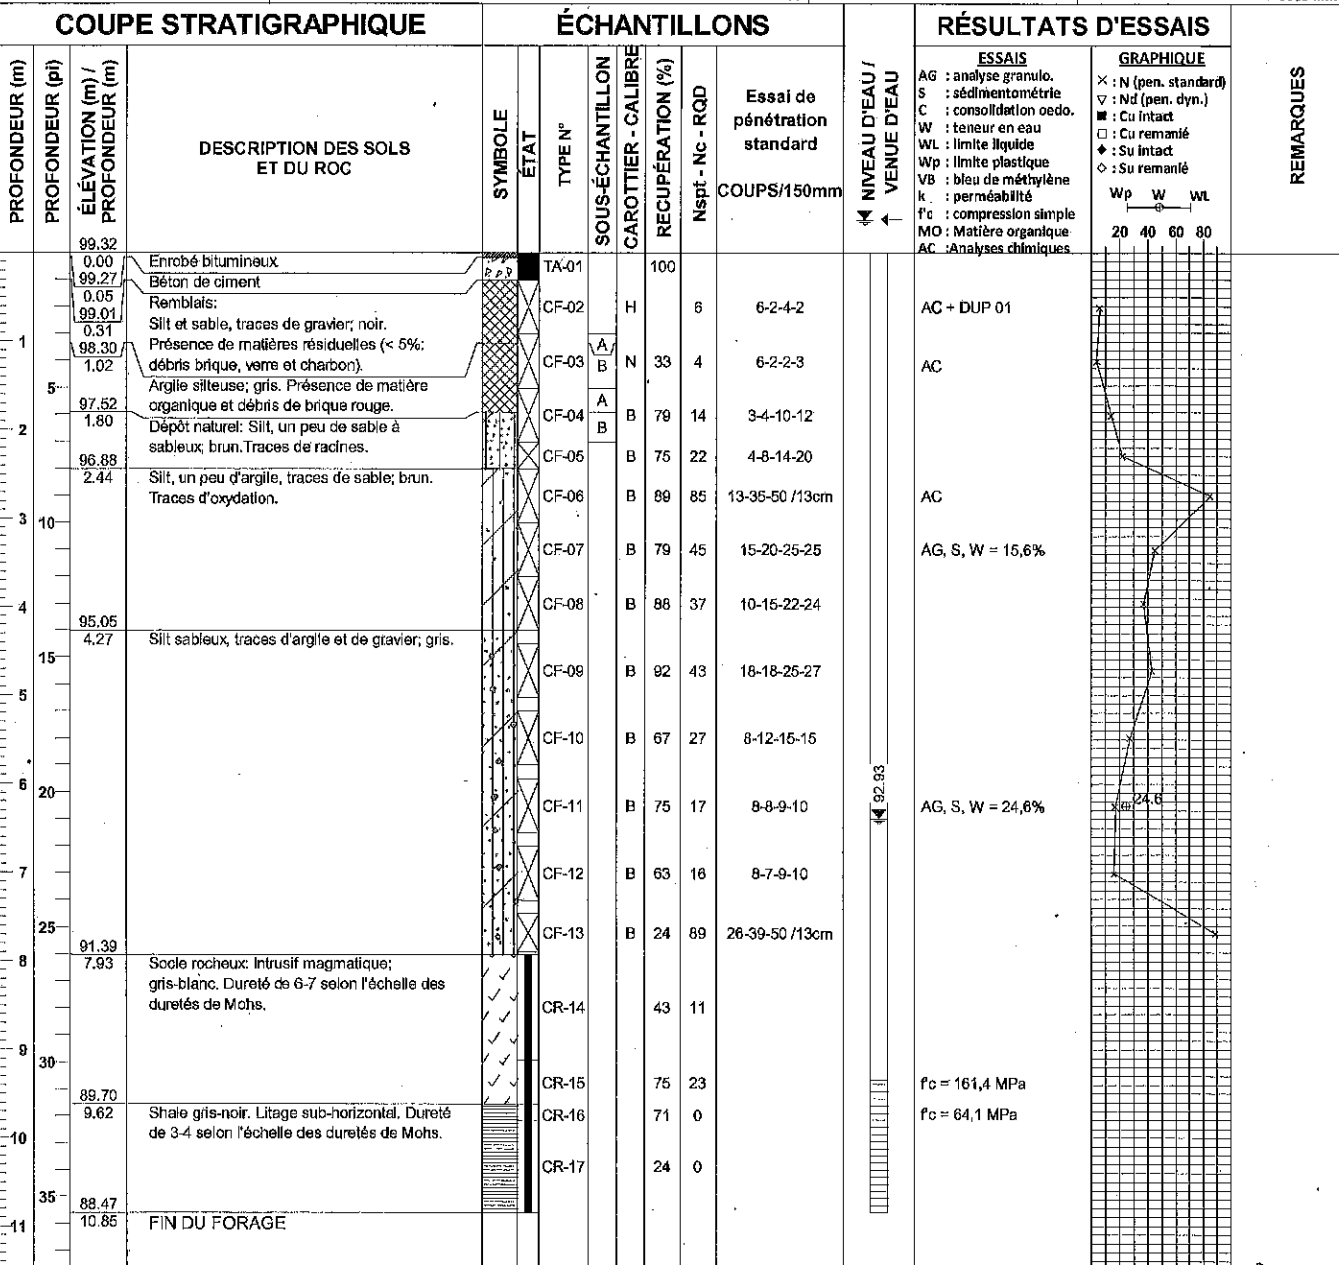 COUPE STRATIGRAPHIQUE
ÉCHANTILLONS
RÉSULTATS D'ESSAIS
PROFONDEUR (m)
PROFONDEUR (pi)
ÉLÉVATION (m) /
PROFONDEUR (m)
DESCRIPTION DES SOLS
ET DU ROC
SYMBOLE
ÉTAT
TYPE N°
SOUS-ÉCHANTILLON
CAROTTIER - CALIBRE
RECUPÉRATION (%)
Nspt - Nc - RQD
Essai de
pénétration
standard
COUPS/150mm
NIVEAU D'EAU /
VENUE D'EAU
ESSAIS
AG : analyse granulo.
S : sédimentométrie
C : consolidation oedo.
W : teneur en eau
WL : limite liquide
Wp : limite plastique
VB : bleu de méthylène
k : perméabilité
f'c : compression simple
MO : Matière organique
AC :Analyses chimiques
GRAPHIQUE
× : N (pen. standard)
▽ : Nd (pen. dyn.)
■ : Cu intact
□ : Cu remanié
◆ : Su intact
◇ : Su remanié
Wp W WL
20 40 60 80
REMARQUES
99.32
0.00 Enrobé bitumineux
99.27 Béton de ciment
0.05 Remblais:
99.01 Silt et sable, traces de gravier; noir.
0.31 Présence de matières résiduelles (< 5%:
98.30 débris brique, verre et charbon).
1.02 Argile silteuse; gris. Présence de matière
97.52 organique et débris de brique rouge.
1.80 Dépôt naturel: Silt, un peu de sable à
sableux; brun.Traces de racines.
96.88
2.44 Silt, un peu d'argile, traces de sable; brun.
Traces d'oxydation.
95.05
4.27 Silt sableux, traces d'argile et de gravier; gris.
91.39
7.93 Socle rocheux: Intrusif magmatique;
gris-blanc. Dureté de 6-7 selon l'échelle des
duretés de Mohs.
89.70
9.62 Shale gris-noir. Litage sub-horizontal. Dureté
de 3-4 selon l'échelle des duretés de Mohs.
88.47
10.85 FIN DU FORAGE
1
2
3
4
5
6
7
8
9
10
11
5
10
15
20
25
30
35
TA-01 100
CF-02 H 6 6-2-4-2 AC + DUP 01
A
CF-03 B N 33 4 6-2-2-3 AC
A
CF-04 B 79 14 3-4-10-12
B
CF-05 B 75 22 4-8-14-20
CF-06 B 89 85 13-35-50 /13cm AC
CF-07 B 79 45 15-20-25-25 AG, S, W = 15,6%
CF-08 B 88 37 10-15-22-24
CF-09 B 92 43 18-18-25-27
CF-10 B 67 27 8-12-15-15
92.93
CF-11 B 75 17 8-8-9-10 AG, S, W = 24,6% 24.6
CF-12 B 63 16 8-7-9-10
CF-13 B 24 89 26-39-50 /13cm
CR-14 43 11
CR-15 75 23 f'c = 161,4 MPa
CR-16 71 0 f'c = 64,1 MPa
CR-17 24 0